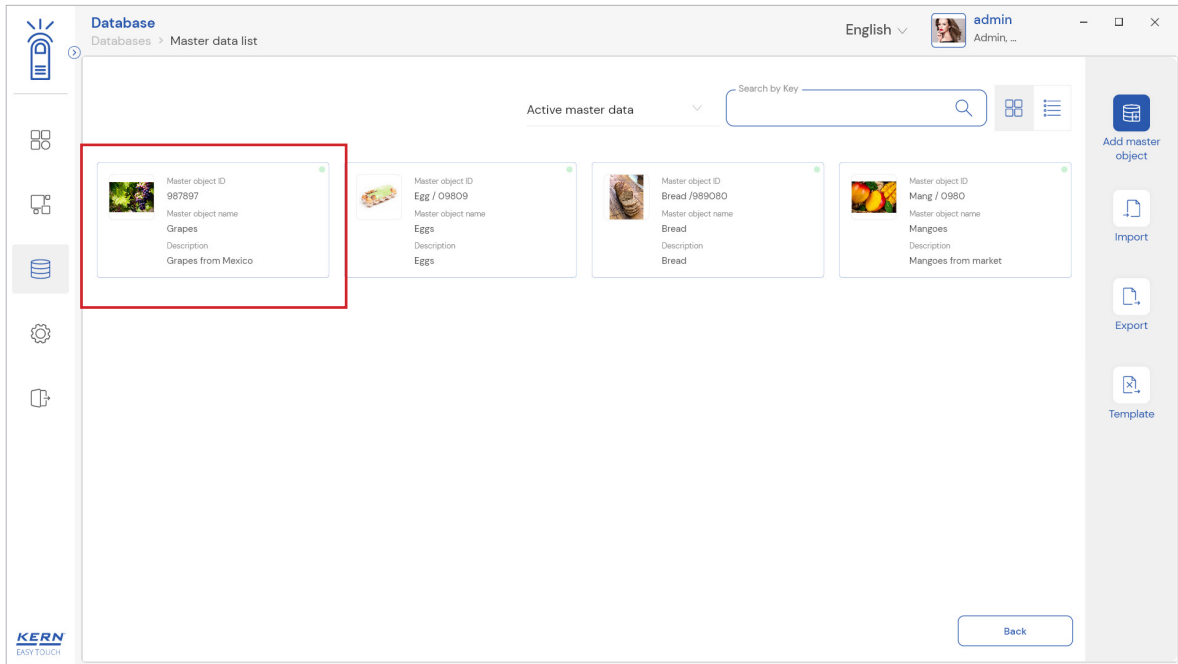 Database
Databases > Master data list
English
admin
Admin, ...
Active master data
Search by Key
Add master
object
Import
Export
Template
Master object ID
987897
Master object name
Grapes
Description
Grapes from Mexico
Master object ID
Egg / 09809
Master object name
Eggs
Description
Eggs
Master object ID
Bread /989080
Master object name
Bread
Description
Bread
Master object ID
Mang / 0980
Master object name
Mangoes
Description
Mangoes from market
Back
KERN
EASY TOUCH